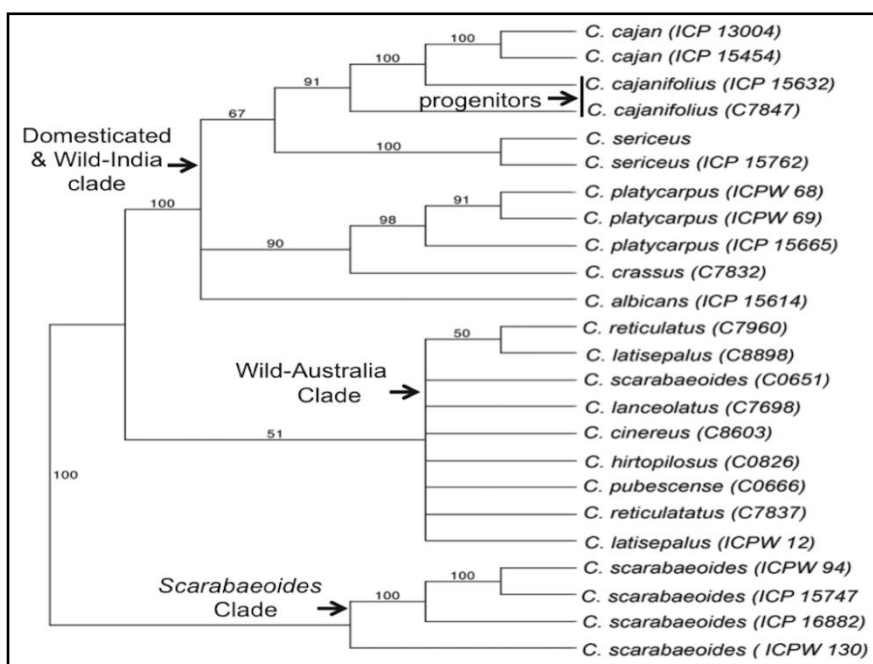 C. cajan (ICP 13004)
100
C. cajan (ICP 15454)
100
C. cajanifolius (ICP 15632)
91
progenitors
C. cajanifolius (C7847)
67
Domesticated
& Wild-India
clade
C. sericeus
100
C. sericeus (ICP 15762)
C. platycarpus (ICPW 68)
91
100
C. platycarpus (ICPW 69)
98
C. platycarpus (ICP 15665)
90
C. crassus (C7832)
C. albicans (ICP 15614)
C. reticulatus (C7960)
50
C. latisepalus (C8898)
Wild-Australia
Clade
C. scarabaeoides (C0651)
C. lanceolatus (C7698)
C. cinereus (C8603)
51
C. hirtopilosus (C0826)
100
C. pubescense (C0666)
C. reticulatatus (C7837)
C. latisepalus (ICPW 12)
C. scarabaeoides (ICPW 94)
100
Scarabaeoides
Clade
C. scarabaeoides (ICP 15747
100
C. scarabaeoides (ICP 16882)
C. scarabaeoides ( ICPW 130)